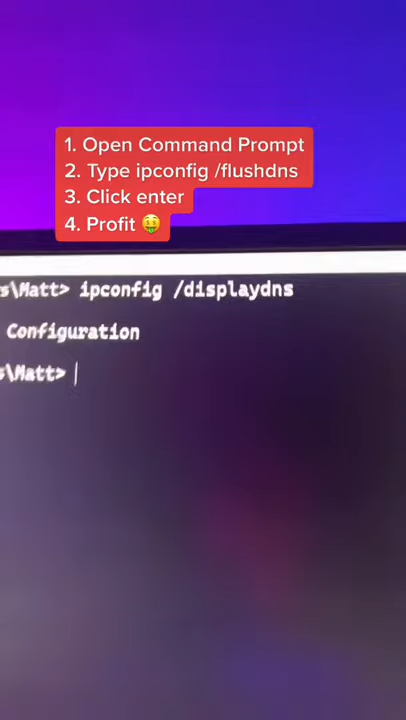 1. Open Command Prompt
2. Type ipconfig /flushdns
3. Click enter
4. Profit 🤑
s\Matt> ipconfig /displaydns
Configuration
s\Matt>